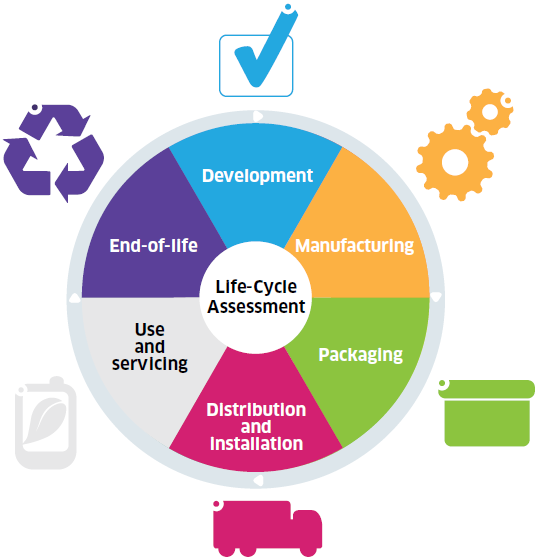 Development
Manufacturing
Packaging
Distribution
and
installation
Use
and
servicing
End-of-life
Life-Cycle
Assessment